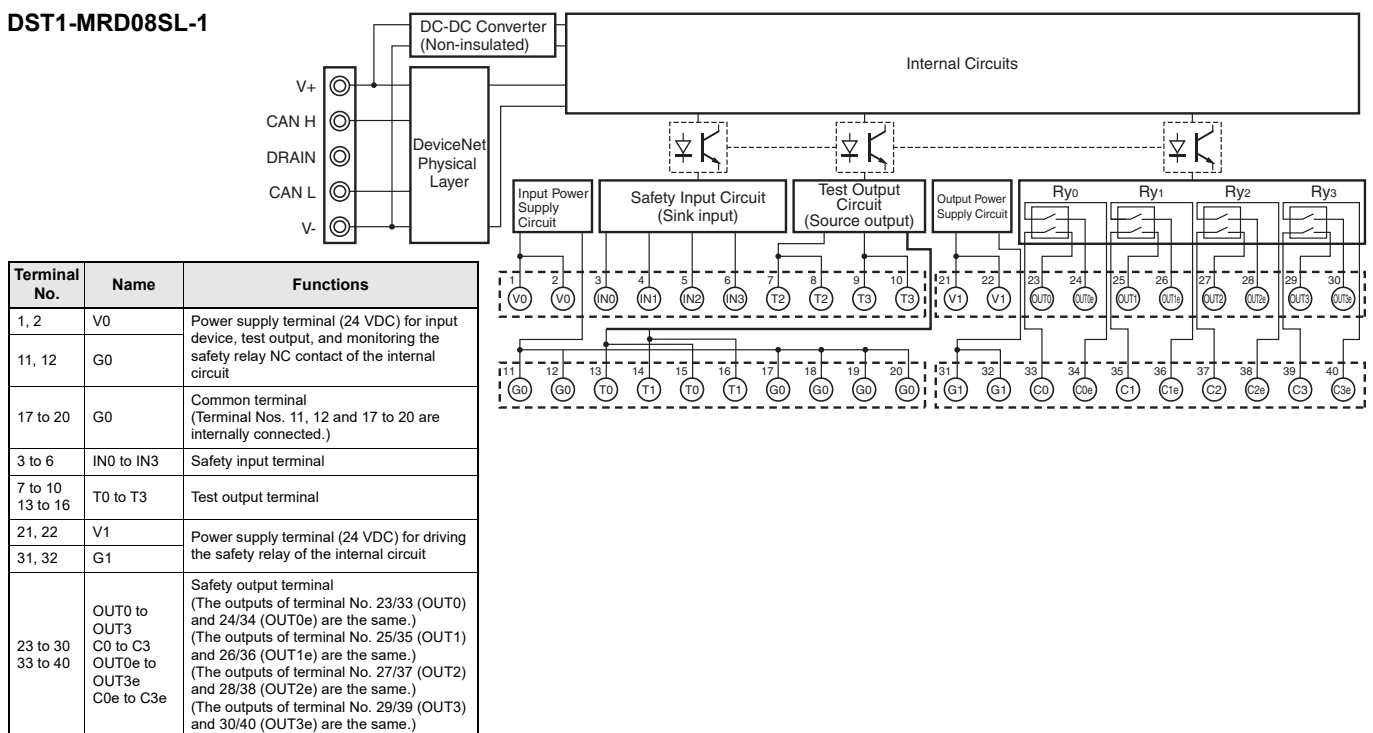 DST1-MRD08SL-1
DC-DC Converter
(Non-insulated)
Internal Circuits
V+
CAN H
DRAIN
CAN L
V-
DeviceNet
Physical
Layer
Input Power
Supply
Circuit
Safety Input Circuit
(Sink input)
Test Output
Circuit
(Source output)
Output Power
Supply Circuit
Ry0 Ry1 Ry2 Ry3
1 2 3 4 5 6 7 8 9 10
V0 V0 IN0 IN1 IN2 IN3 T2 T2 T3 T3
21 22 23 24 25 26 27 28 29 30
V1 V1 OUT0 OUT0e OUT1 OUT1e OUT2 OUT2e OUT3 OUT3e
11 12 13 14 15 16 17 18 19 20
G0 G0 T0 T1 T0 T1 G0 G0 G0 G0
31 32 33 34 35 36 37 38 39 40
G1 G1 C0 C0e C1 C1e C2 C2e C3 C3e
Terminal
No.
Name
Functions
1, 2
V0
11, 12
G0
Power supply terminal (24 VDC) for input
device, test output, and monitoring the
safety relay NC contact of the internal
circuit
17 to 20
G0
Common terminal
(Terminal Nos. 11, 12 and 17 to 20 are
internally connected.)
3 to 6
IN0 to IN3
Safety input terminal
7 to 10
13 to 16
T0 to T3
Test output terminal
21, 22
V1
31, 32
G1
Power supply terminal (24 VDC) for driving
the safety relay of the internal circuit
23 to 30
33 to 40
OUT0 to
OUT3
C0 to C3
OUT0e to
OUT3e
C0e to C3e
Safety output terminal
(The outputs of terminal No. 23/33 (OUT0)
and 24/34 (OUT0e) are the same.)
(The outputs of terminal No. 25/35 (OUT1)
and 26/36 (OUT1e) are the same.)
(The outputs of terminal No. 27/37 (OUT2)
and 28/38 (OUT2e) are the same.)
(The outputs of terminal No. 29/39 (OUT3)
and 30/40 (OUT3e) are the same.)